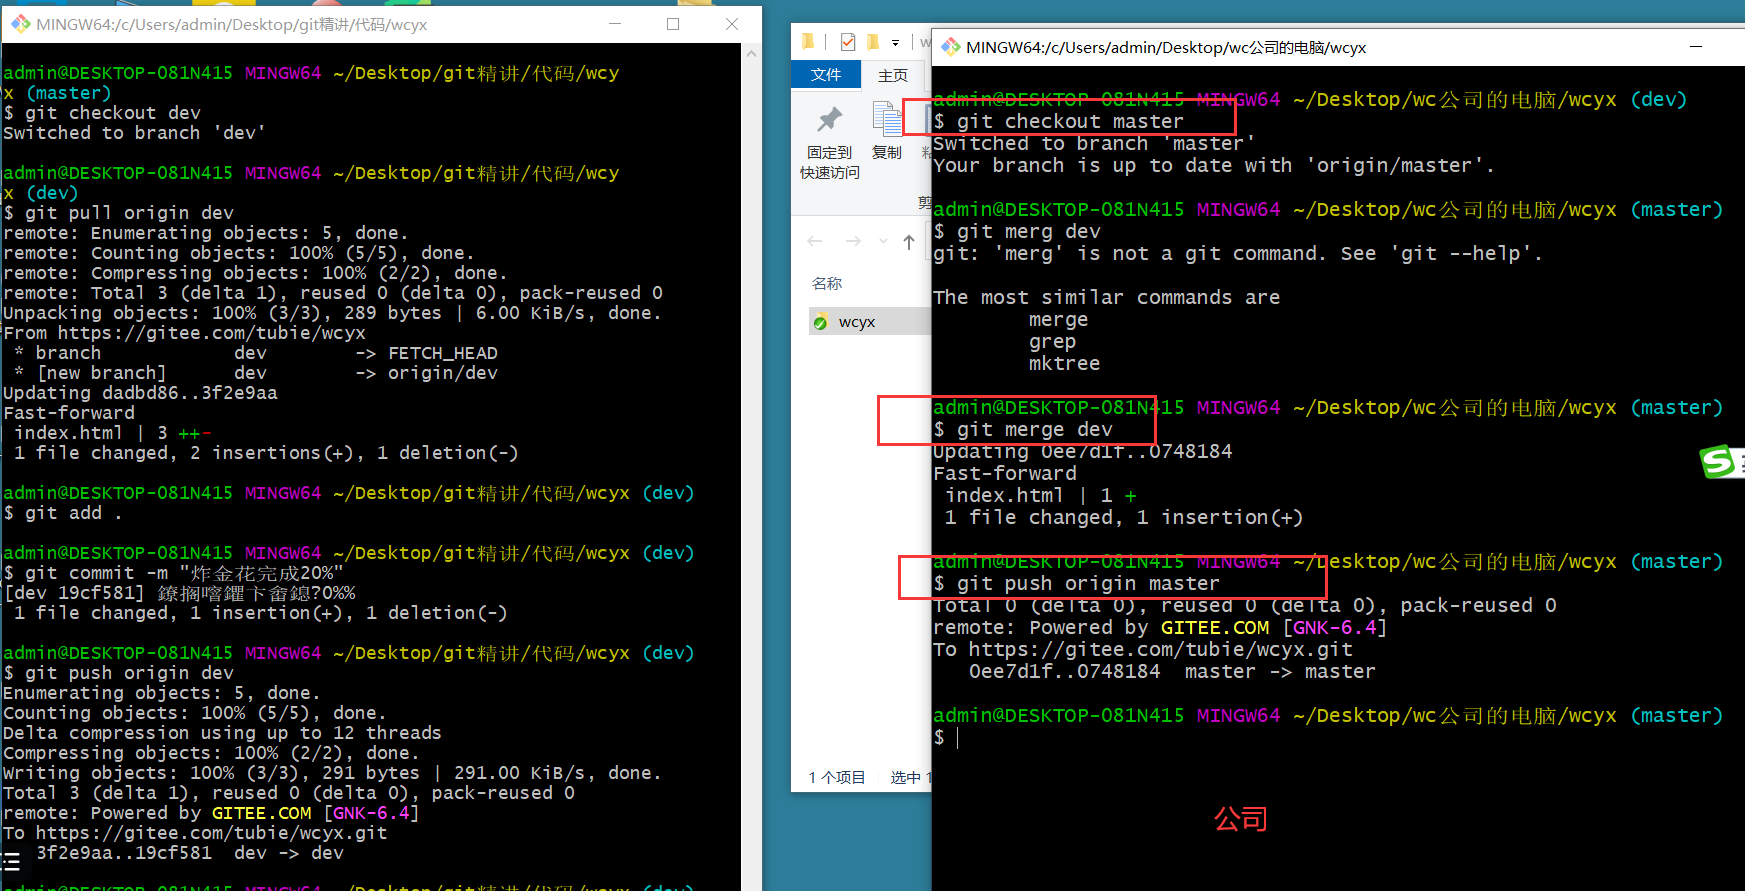 MINGW64:/c/Users/admin/Desktop/git精讲/代码/wcyx
admin@DESKTOP-081N415 MINGW64 ~/Desktop/git精讲/代码/wcy
x (master)
$ git checkout dev
Switched to branch 'dev'
admin@DESKTOP-081N415 MINGW64 ~/Desktop/git精讲/代码/wcy
x (dev)
$ git pull origin dev
remote: Enumerating objects: 5, done.
remote: Counting objects: 100% (5/5), done.
remote: Compressing objects: 100% (2/2), done.
remote: Total 3 (delta 1), reused 0 (delta 0), pack-reused 0
Unpacking objects: 100% (3/3), 289 bytes | 6.00 KiB/s, done.
From https://gitee.com/tubie/wcyx
 * branch            dev        -> FETCH_HEAD
 * [new branch]      dev        -> origin/dev
Updating dadbd86..3f2e9aa
Fast-forward
 index.html | 3 ++-
 1 file changed, 2 insertions(+), 1 deletion(-)
admin@DESKTOP-081N415 MINGW64 ~/Desktop/git精讲/代码/wcyx (dev)
$ git add .
admin@DESKTOP-081N415 MINGW64 ~/Desktop/git精讲/代码/wcyx (dev)
$ git commit -m "炸金花完成20%"
[dev 19cf581] 鐐搁噾鑺卞畬鎴?0%%
 1 file changed, 1 insertion(+), 1 deletion(-)
admin@DESKTOP-081N415 MINGW64 ~/Desktop/git精讲/代码/wcyx (dev)
$ git push origin dev
Enumerating objects: 5, done.
Counting objects: 100% (5/5), done.
Delta compression using up to 12 threads
Compressing objects: 100% (2/2), done.
Writing objects: 100% (3/3), 291 bytes | 291.00 KiB/s, done.
Total 3 (delta 1), reused 0 (delta 0), pack-reused 0
remote: Powered by GITEE.COM [GNK-6.4]
To https://gitee.com/tubie/wcyx.git
   3f2e9aa..19cf581  dev -> dev
admin@DESKTOP-081N415 MINGW64 ~/Desktop/git精讲/代码/wcyx (dev)
w
文件 主页
固定到
快速访问
复制
粘
剪
名称
wcyx
1 个项目 选中 1
MINGW64:/c/Users/admin/Desktop/wc公司的电脑/wcyx
admin@DESKTOP-081N415 MINGW64 ~/Desktop/wc公司的电脑/wcyx (dev)
$ git checkout master
Switched to branch 'master'
Your branch is up to date with 'origin/master'.
admin@DESKTOP-081N415 MINGW64 ~/Desktop/wc公司的电脑/wcyx (master)
$ git merg dev
git: 'merg' is not a git command. See 'git --help'.
The most similar commands are
        merge
        grep
        mktree
admin@DESKTOP-081N415 MINGW64 ~/Desktop/wc公司的电脑/wcyx (master)
$ git merge dev
Updating 0ee7d1f..0748184
Fast-forward
 index.html | 1 +
 1 file changed, 1 insertion(+)
admin@DESKTOP-081N415 MINGW64 ~/Desktop/wc公司的电脑/wcyx (master)
$ git push origin master
Total 0 (delta 0), reused 0 (delta 0), pack-reused 0
remote: Powered by GITEE.COM [GNK-6.4]
To https://gitee.com/tubie/wcyx.git
   0ee7d1f..0748184  master -> master
admin@DESKTOP-081N415 MINGW64 ~/Desktop/wc公司的电脑/wcyx (master)
$
公司